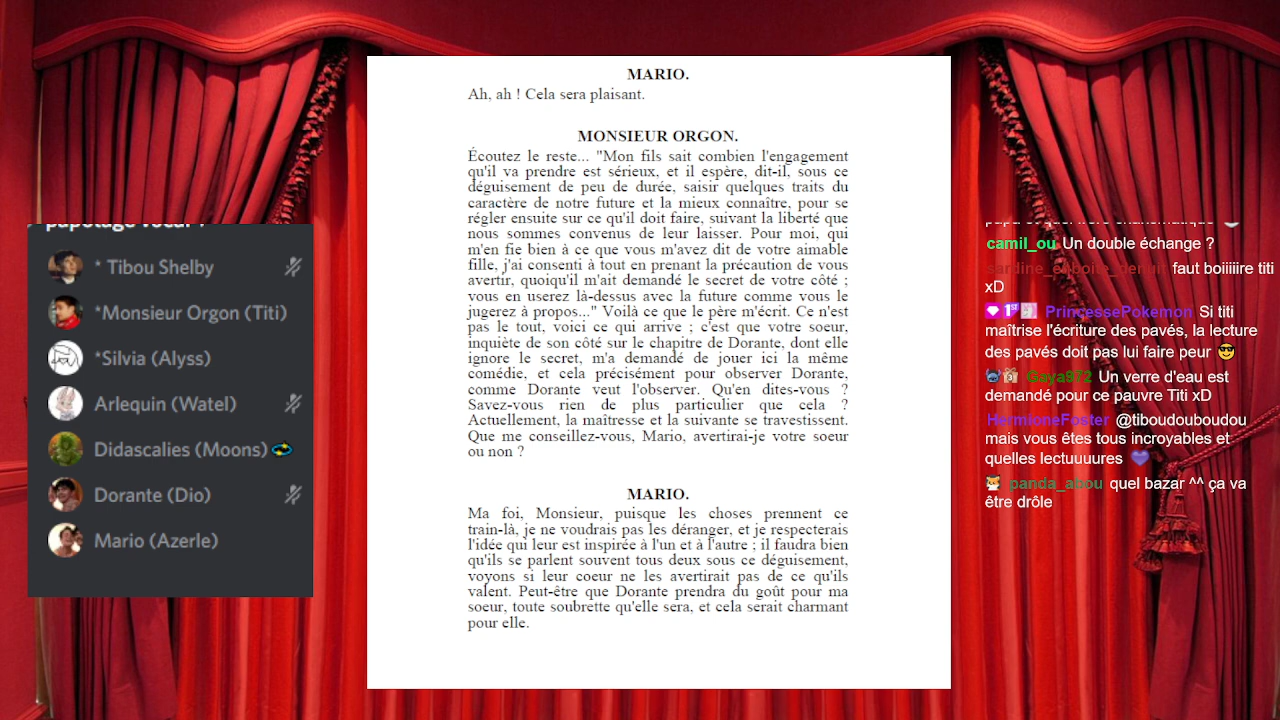 papotage vocal
* Tibou Shelby
*Monsieur Orgon (Titi)
*Silvia (Alyss)
Arlequin (Watel)
Didascalies (Moons)
Dorante (Dio)
Mario (Azerle)
MARIO.
Ah, ah ! Cela sera plaisant.
MONSIEUR ORGON.
Écoutez le reste... "Mon fils sait combien l'engagement
qu'il va prendre est sérieux, et il espère, dit-il, sous ce
déguisement de peu de durée, saisir quelques traits du
caractère de notre future et la mieux connaître, pour se
régler ensuite sur ce qu'il doit faire, suivant la liberté que
nous sommes convenus de leur laisser. Pour moi, qui
m'en fie bien à ce que vous m'avez dit de votre aimable
fille, j'ai consenti à tout en prenant la précaution de vous
avertir, quoiqu'il m'ait demandé le secret de votre côté ;
vous en userez là-dessus avec la future comme vous le
jugerez à propos..." Voilà ce que le père m'écrit. Ce n'est
pas le tout, voici ce qui arrive ; c'est que votre soeur,
inquiète de son côté sur le chapitre de Dorante, dont elle
ignore le secret, m'a demandé de jouer ici la même
comédie, et cela précisément pour observer Dorante,
comme Dorante veut l'observer. Qu'en dites-vous ?
Savez-vous rien de plus particulier que cela ?
Actuellement, la maîtresse et la suivante se travestissent.
Que me conseillez-vous, Mario, avertirai-je votre soeur
ou non ?
MARIO.
Ma foi, Monsieur, puisque les choses prennent ce
train-là, je ne voudrais pas les déranger, et je respecterais
l'idée qui leur est inspirée à l'un et à l'autre ; il faudra bien
qu'ils se parlent souvent tous deux sous ce déguisement,
voyons si leur coeur ne les avertirait pas de ce qu'ils
valent. Peut-être que Dorante prendra du goût pour ma
soeur, toute soubrette qu'elle sera, et cela serait charmant
pour elle.
camil_ou Un double échange ?
faut boiiiiire titi
xD
PrincessePokemon Si titi
maîtrise l'écriture des pavés, la lecture
des pavés doit pas lui faire peur 😎
Gaya972 Un verre d'eau est
demandé pour ce pauvre Titi xD
HermioneFoster @tiboudouboudou
mais vous êtes tous incroyables et
quelles lectuuuures 💜
panda_abou quel bazar ^^ ça va
être drôle